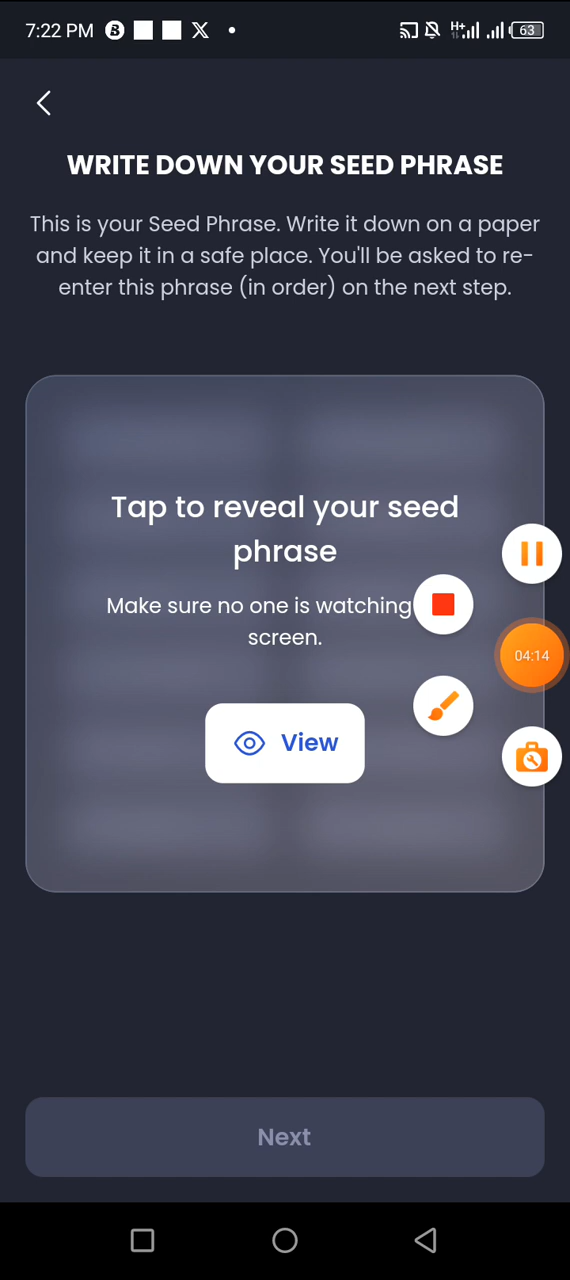 7:22 PM
H+
63
WRITE DOWN YOUR SEED PHRASE
This is your Seed Phrase. Write it down on a paper
and keep it in a safe place. You'll be asked to re-
enter this phrase (in order) on the next step.
Tap to reveal your seed
phrase
Make sure no one is watching
screen.
04:14
View
Next